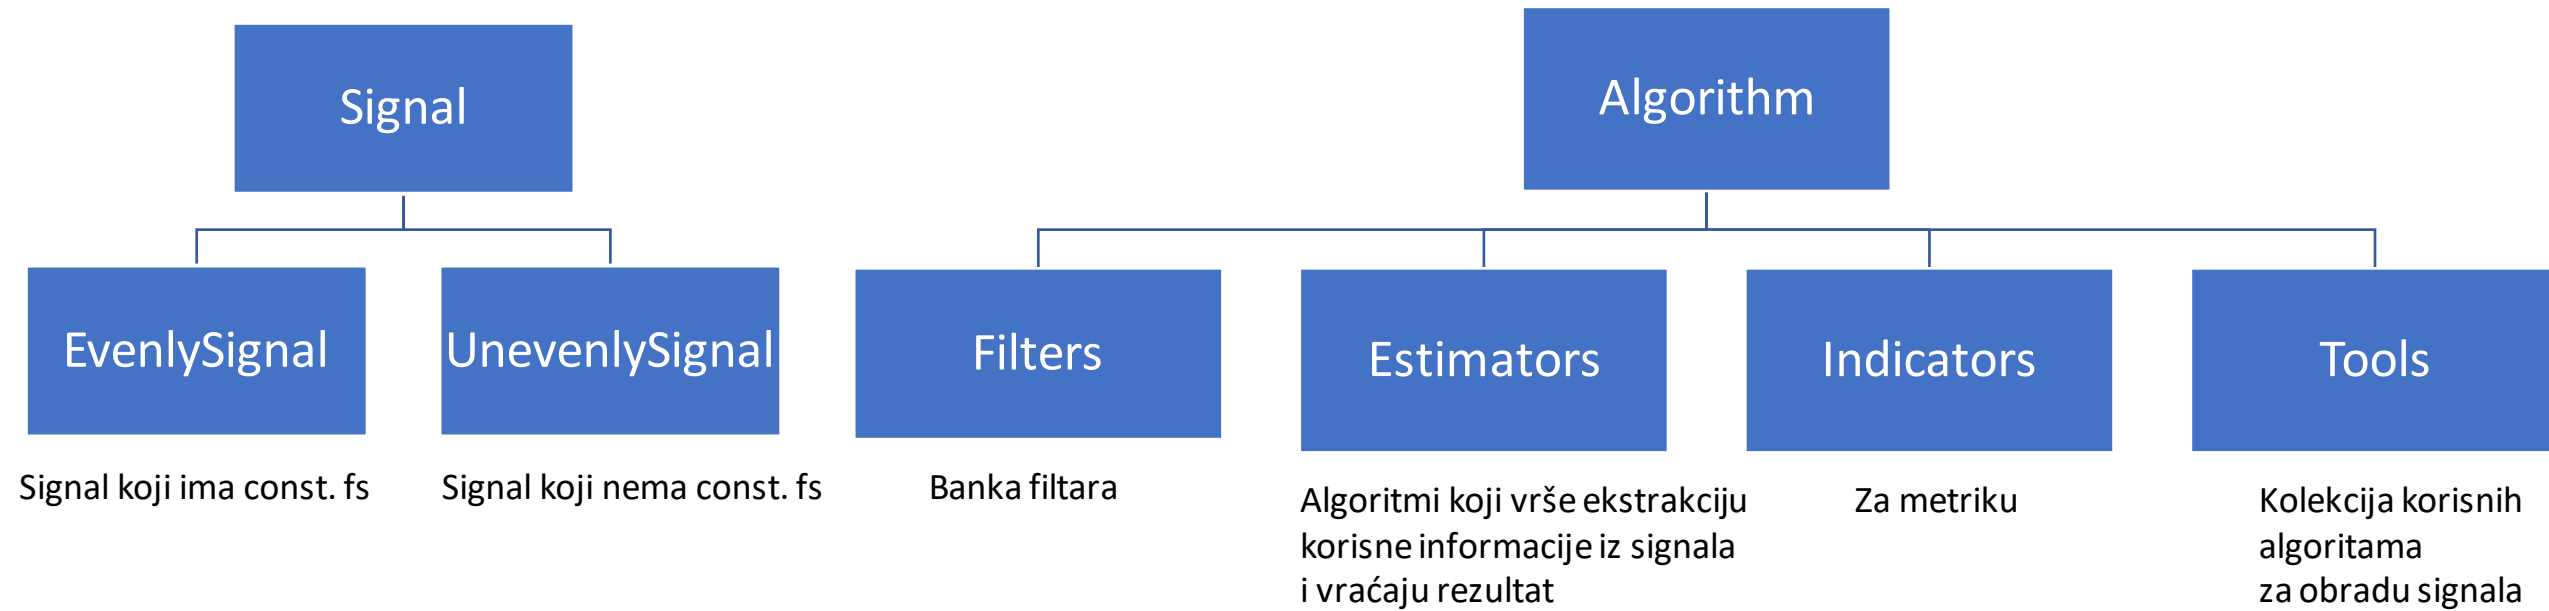 Signal
Algorithm
EvenlySignal
UnevenlySignal
Filters
Estimators
Indicators
Tools
Signal koji ima const. fs
Signal koji nema const. fs
Banka filtara
Algoritmi koji vrše ekstrakciju
korisne informacije iz signala
i vraćaju rezultat
Za metriku
Kolekcija korisnih
algoritama
za obradu signala